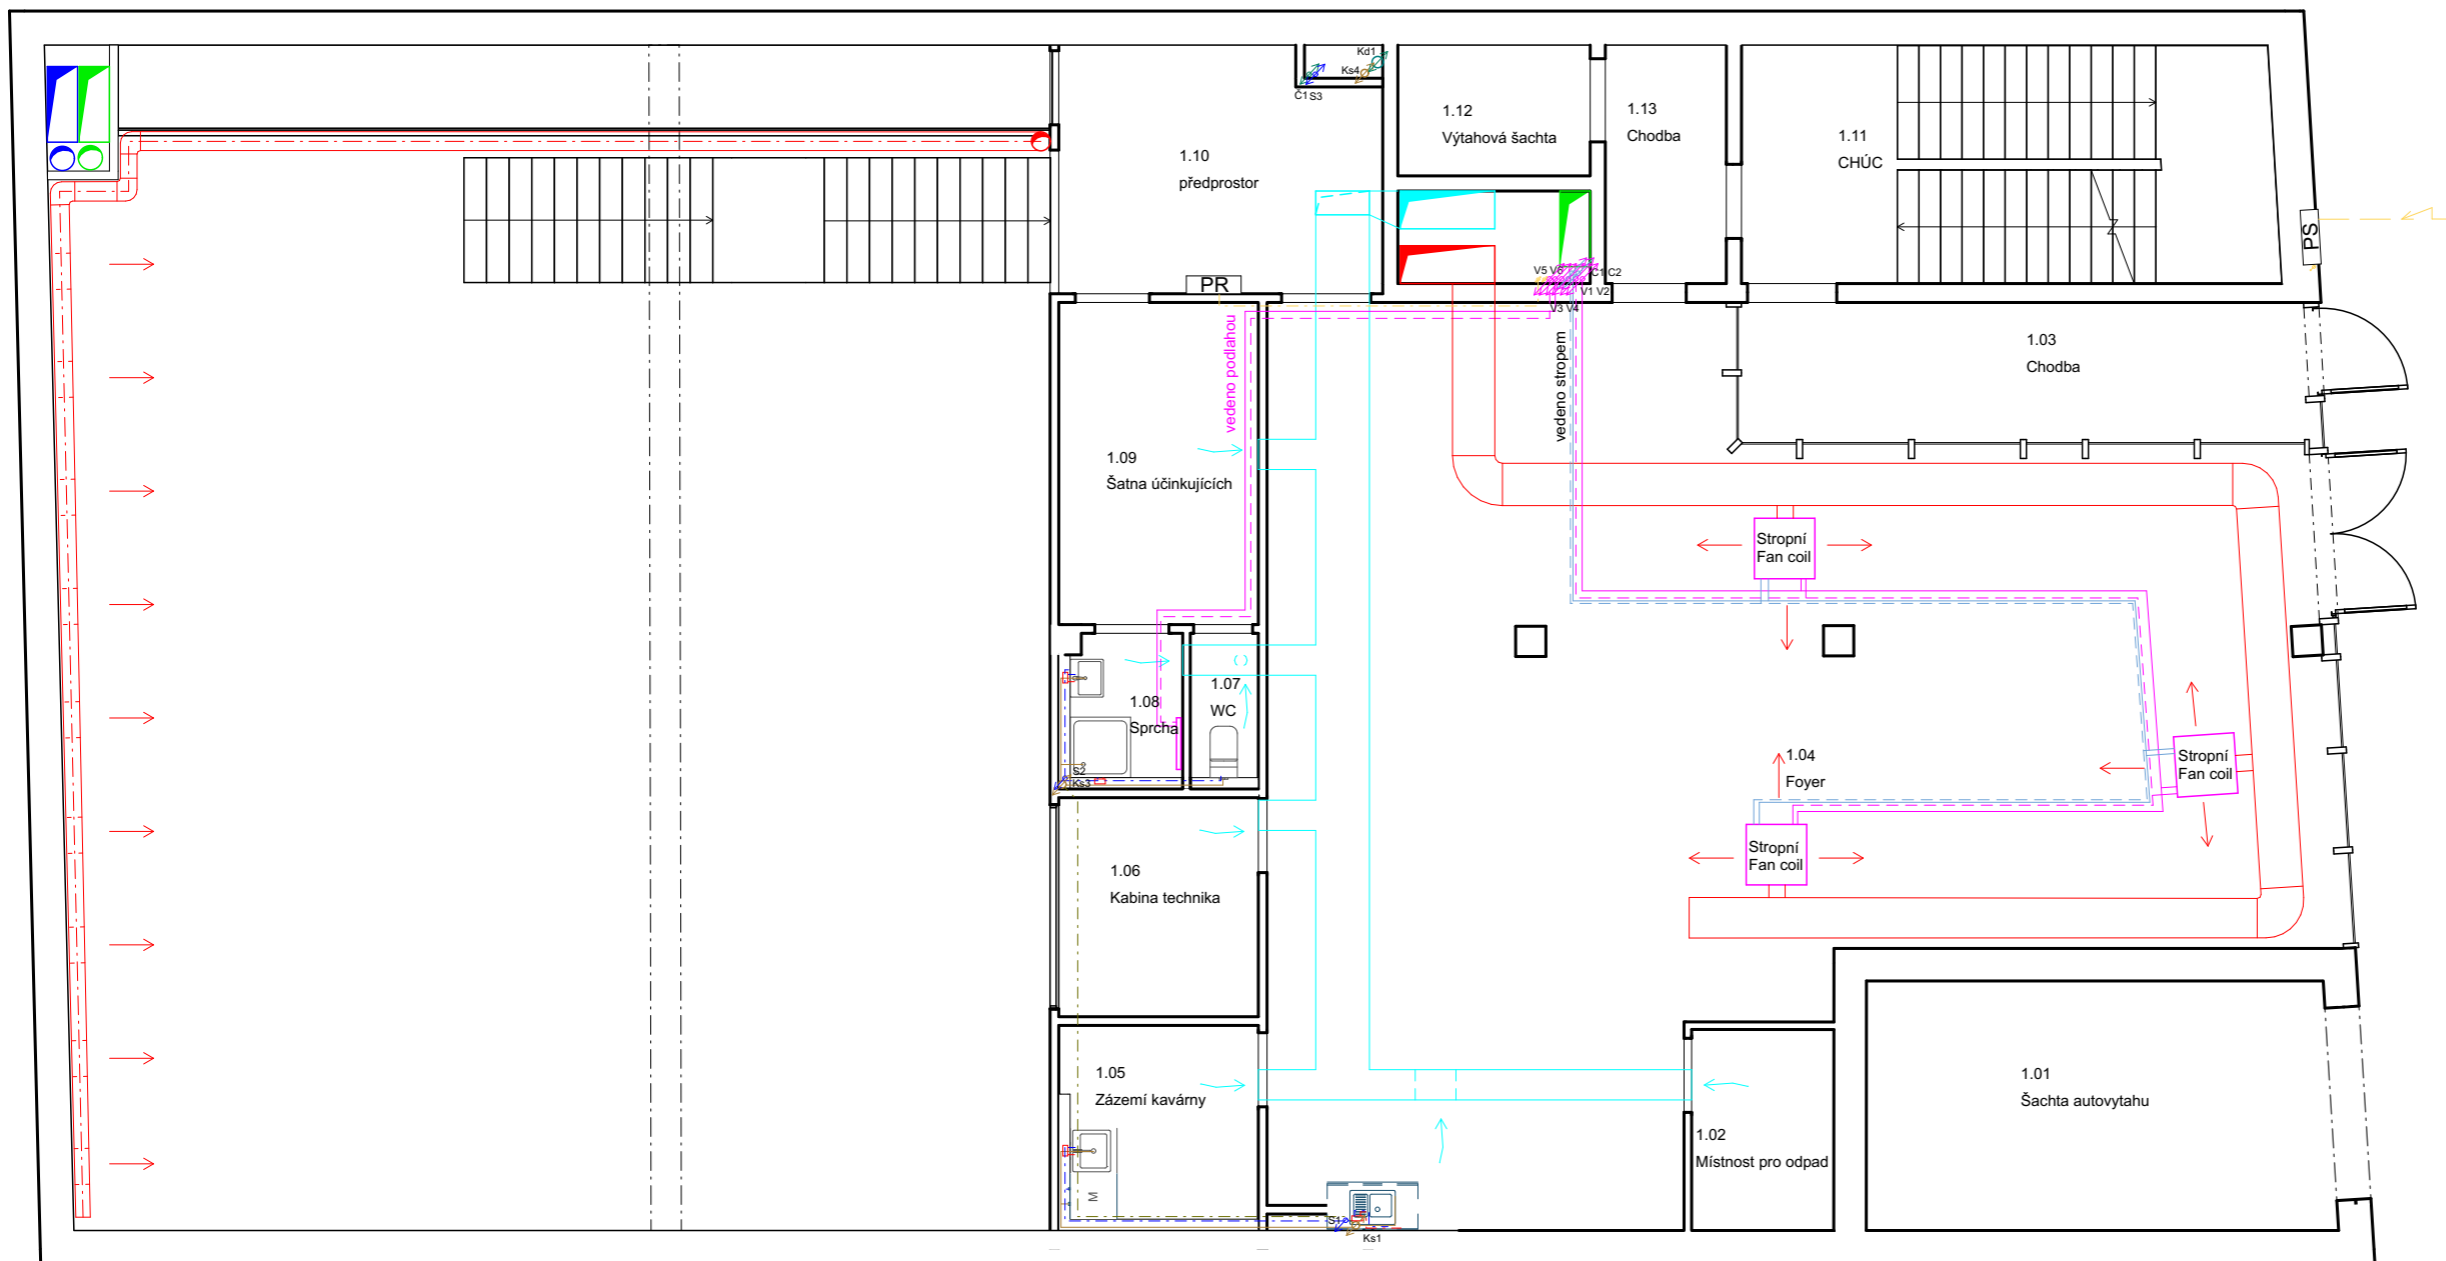 Kd1
Ks4
Č1 S3
1.12
Výtahová šachta
1.13
Chodba
1.11
CHÚC
1.10
předprostor
PS
PR
V5 V6
C1 C2
V1 V2
V3 V4
vedeno podlahou
vedeno stropem
1.03
Chodba
1.09
Šatna účinkujících
Stropní
Fan coil
1.08
Sprcha
1.07
WC
S2
Ks3
1.04
Foyer
Stropní
Fan coil
Stropní
Fan coil
1.06
Kabina technika
1.05
Zázemí kavárny
M
1.02
Místnost pro odpad
1.01
Šachta autovytahu
S1
Ks1